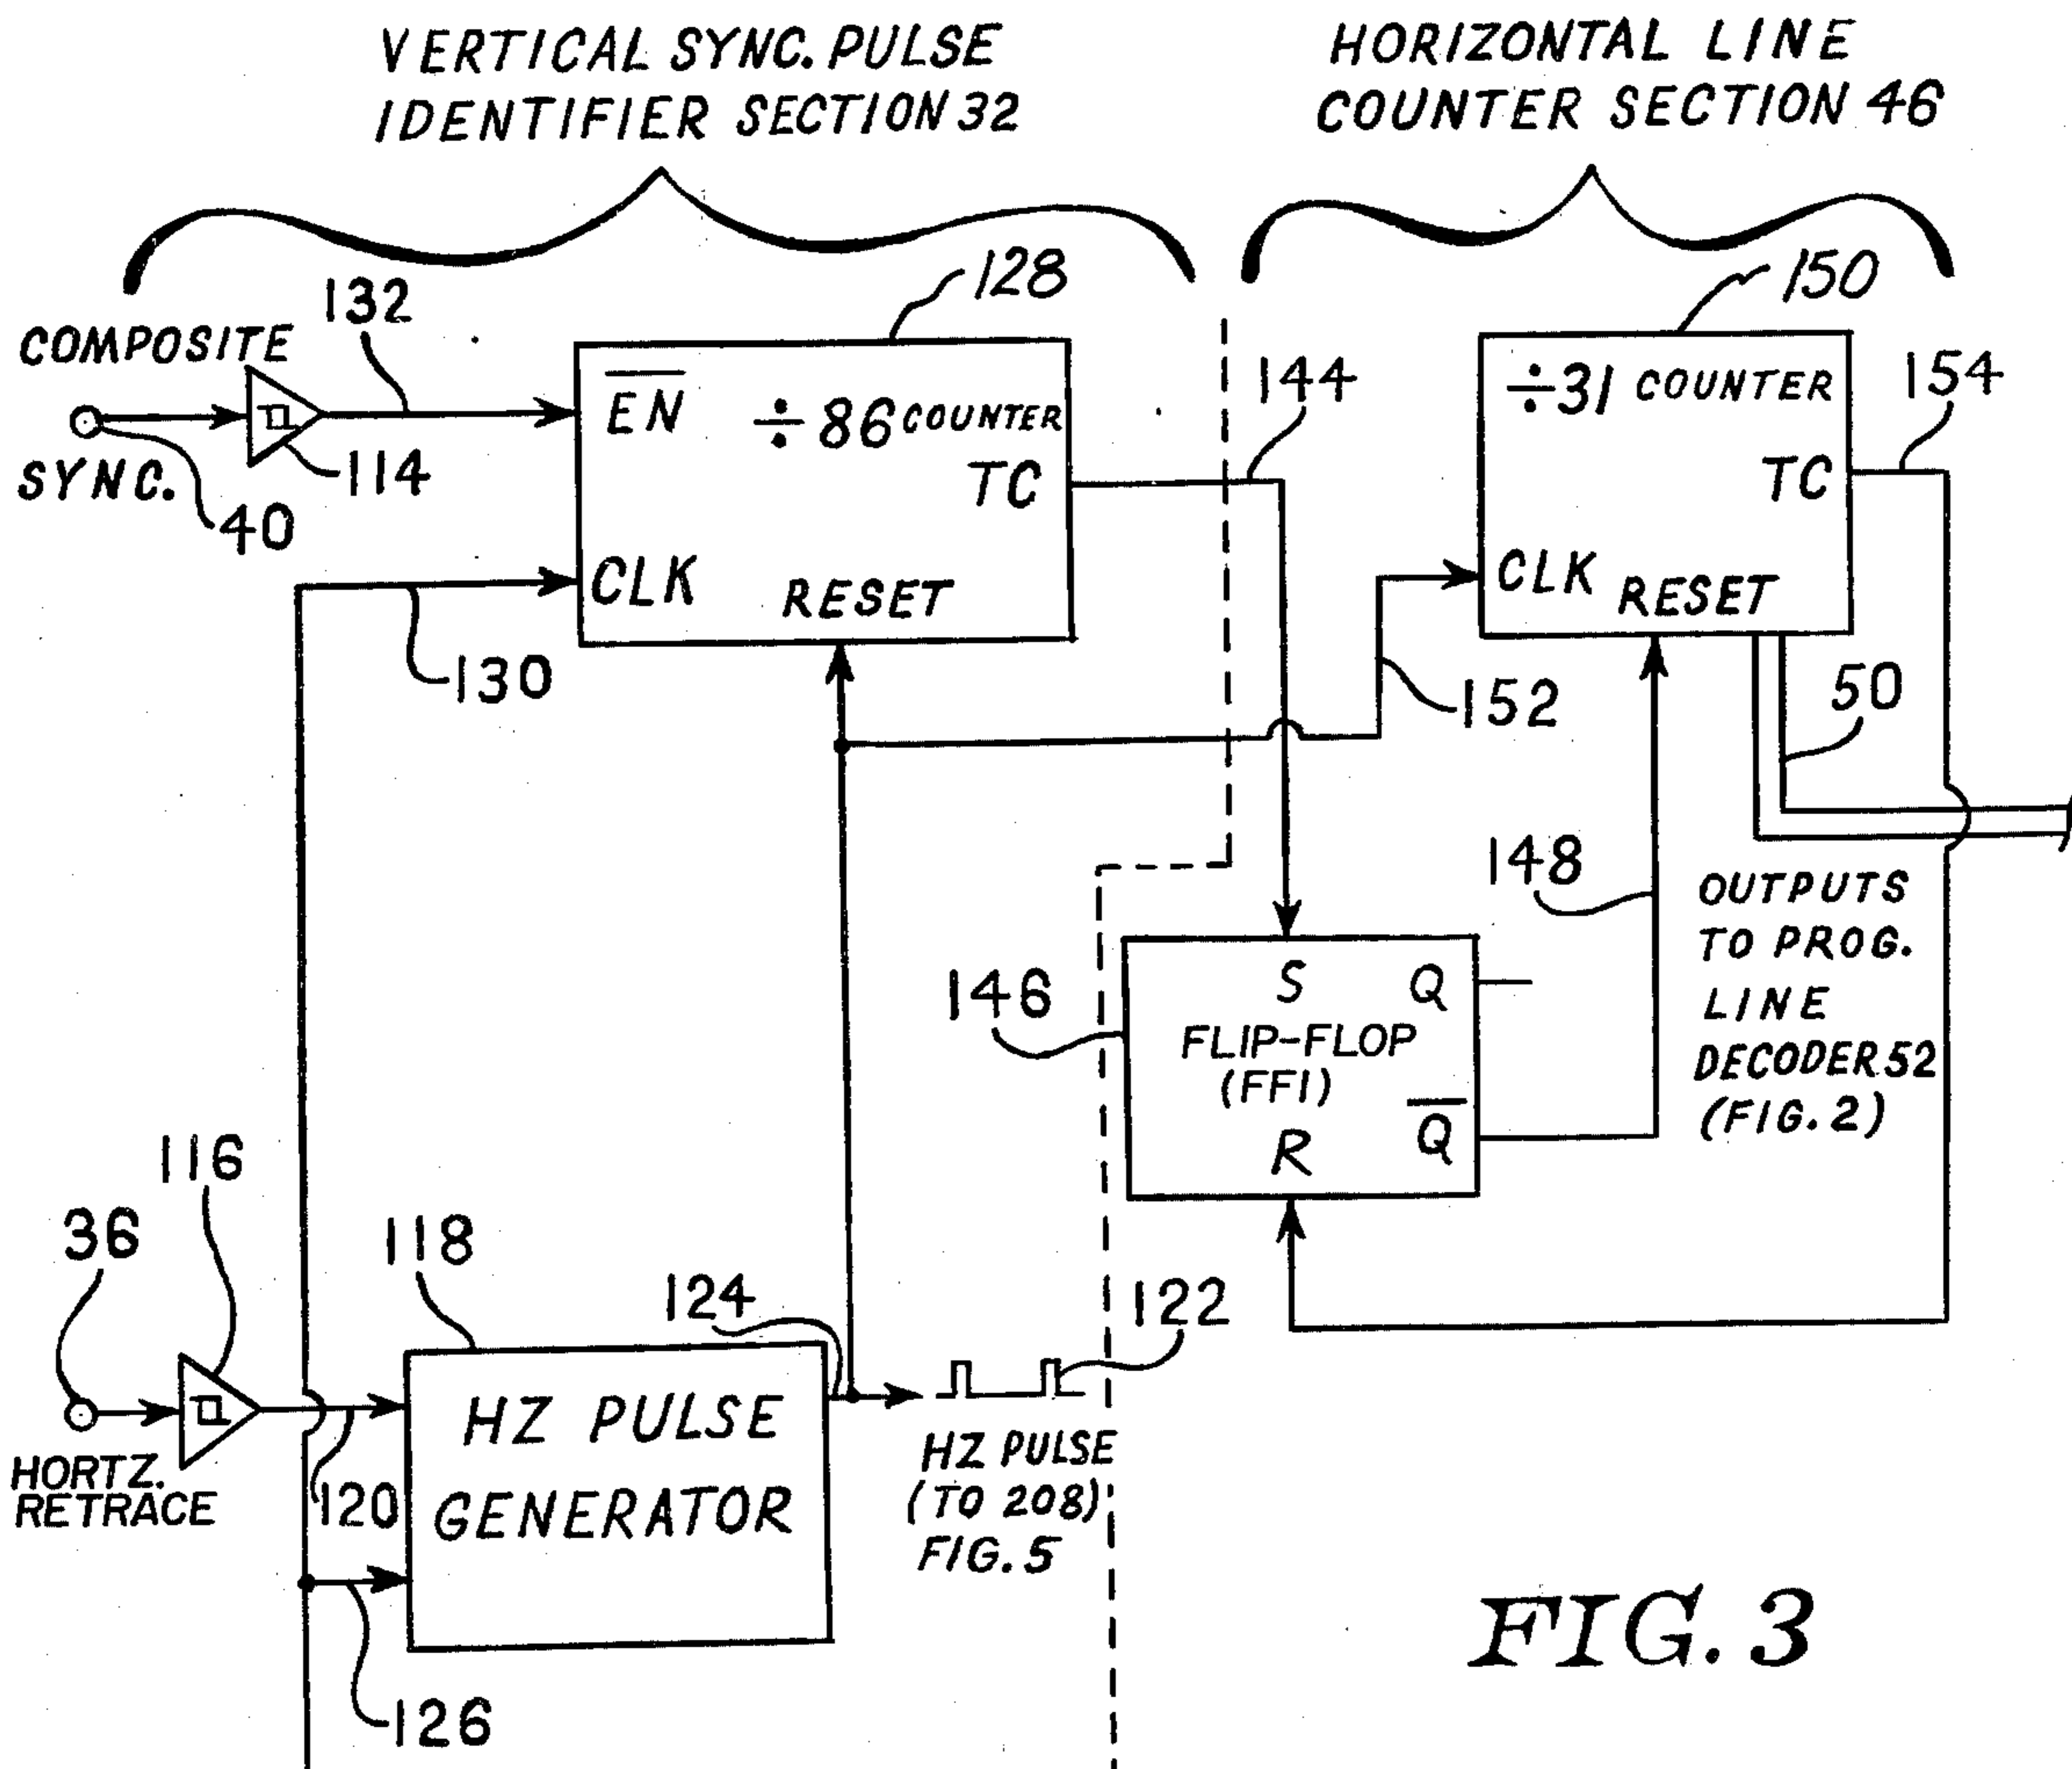 VERTICAL SYNC. PULSE
IDENTIFIER SECTION 32
HORIZONTAL LINE
COUNTER SECTION 46
128
150
132
COMPOSITE
SYNC.
40
114
EN
÷86 COUNTER
TC
CLK
RESET
144
÷31 COUNTER
154
TC
CLK
RESET
130
152
50
148
OUTPUTS
TO PROG.
LINE
DECODER 52
(FIG. 2)
146
S
Q
FLIP-FLOP
(FF1)
Q
R
116
36
118
124
122
HORTZ.
RETRACE
120
HZ PULSE
GENERATOR
HZ PULSE
(TO 208)
FIG. 5
126
FIG. 3